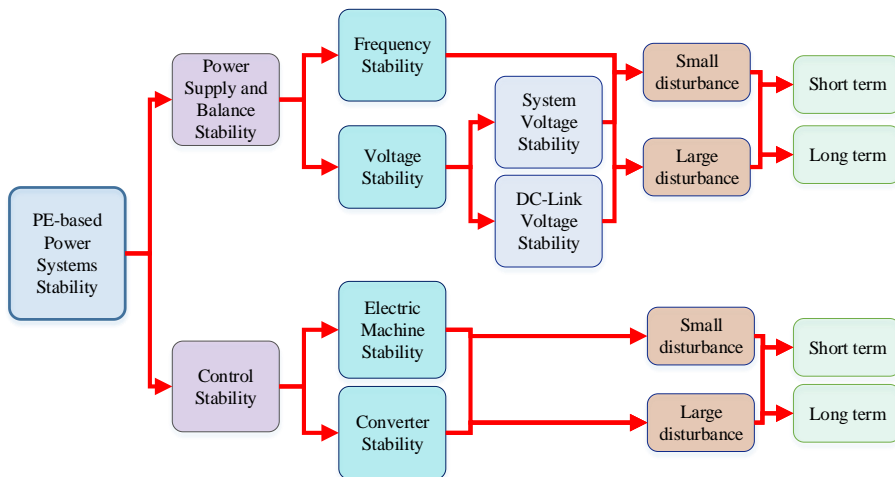 PE-based
Power
Systems
Stability
Power
Supply and
Balance
Stability
Control
Stability
Frequency
Stability
Voltage
Stability
System
Voltage
Stability
DC-Link
Voltage
Stability
Small
disturbance
Large
disturbance
Short term
Long term
Electric
Machine
Stability
Converter
Stability
Small
disturbance
Large
disturbance
Short term
Long term